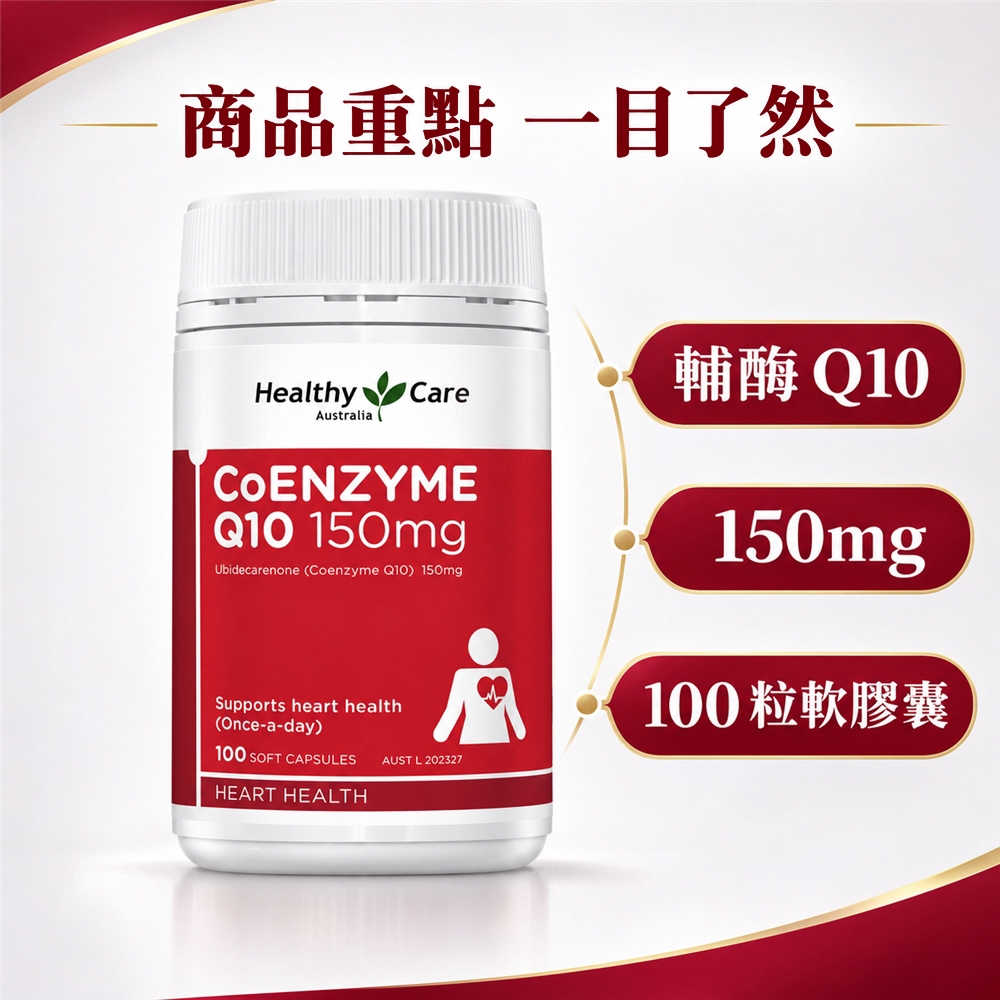 商品重點 一目了然
Healthy Care
Australia
COENZYME
Q10 150mg
Ubidecarenone (Coenzyme Q10) 150mg
Supports heart health
(Once-a-day)
100 SOFT CAPSULES AUST L 202327
HEART HEALTH
輔酶 Q10
150mg
100 粒軟膠囊